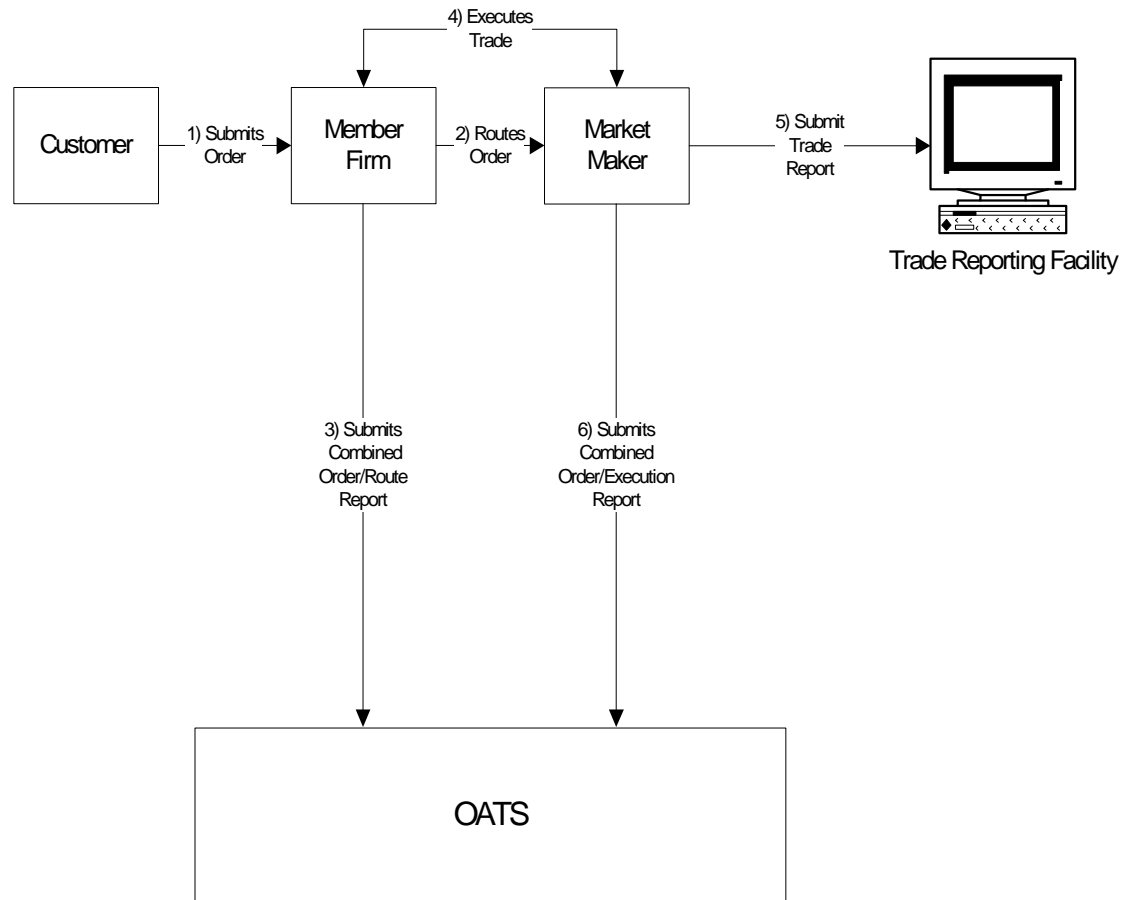 4) Executes
Trade
Customer
1) Submits
Order
Member
Firm
2) Routes
Order
Market
Maker
5) Submit
Trade
Report
Trade Reporting Facility
3) Submits
Combined
Order/Route
Report
6) Submits
Combined
Order/Execution
Report
OATS